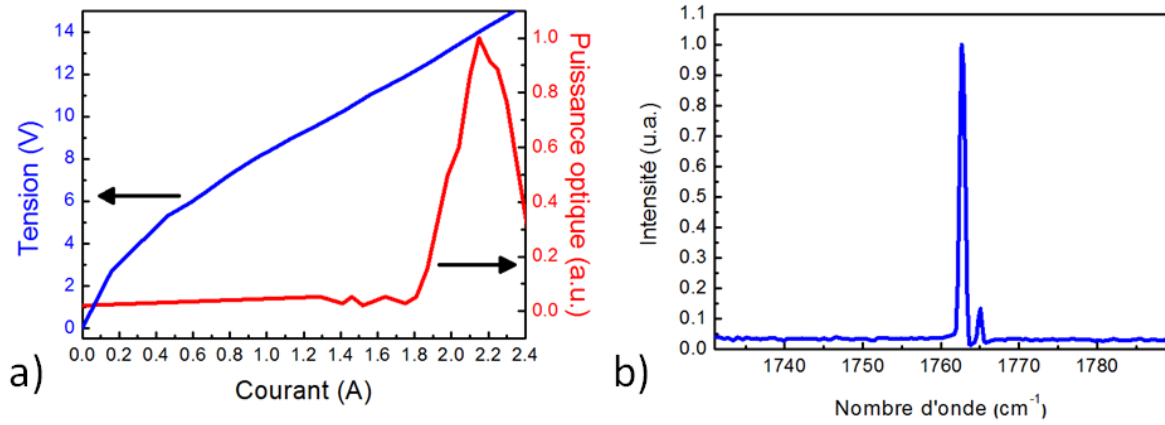 14
12
10
8
6
4
2
0
Tension (V)
0.0 0.2 0.4 0.6 0.8 1.0 1.2 1.4 1.6 1.8 2.0 2.2 2.4
Courant (A)
1.0
0.8
0.6
0.4
0.2
0.0
Puissance optique (a.u.)
a)
1.1
1.0
0.9
0.8
0.7
0.6
0.5
0.4
0.3
0.2
0.1
0.0
Intensité (u.a.)
1740 1750 1760 1770 1780
Nombre d'onde (cm⁻¹)
b)